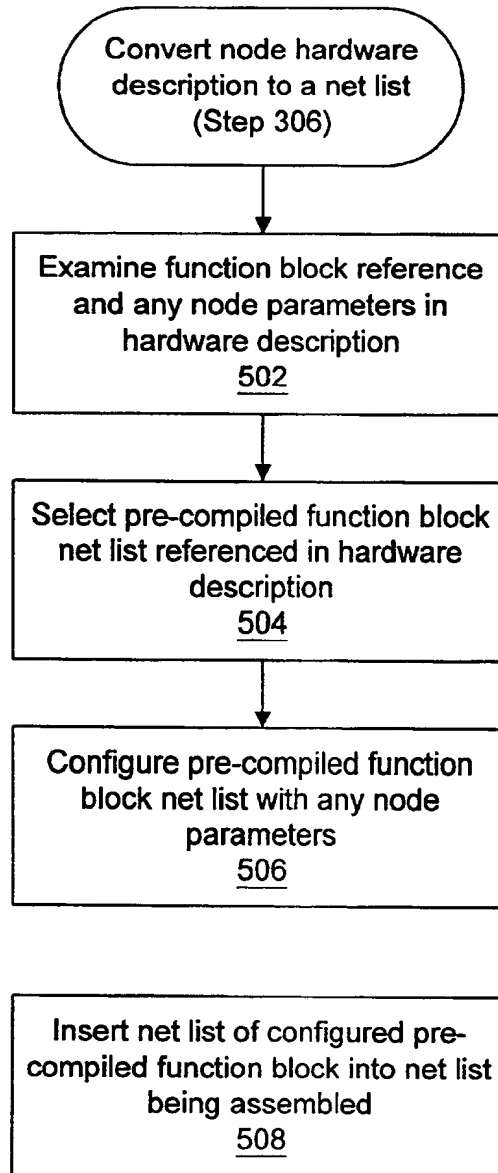 Convert node hardware
description to a net list
(Step 306)
Examine function block reference
and any node parameters in
hardware description
502
Select pre-compiled function block
net list referenced in hardware
description
504
Configure pre-compiled function
block net list with any node
parameters
506
Insert net list of configured pre-
compiled function block into net list
being assembled
508